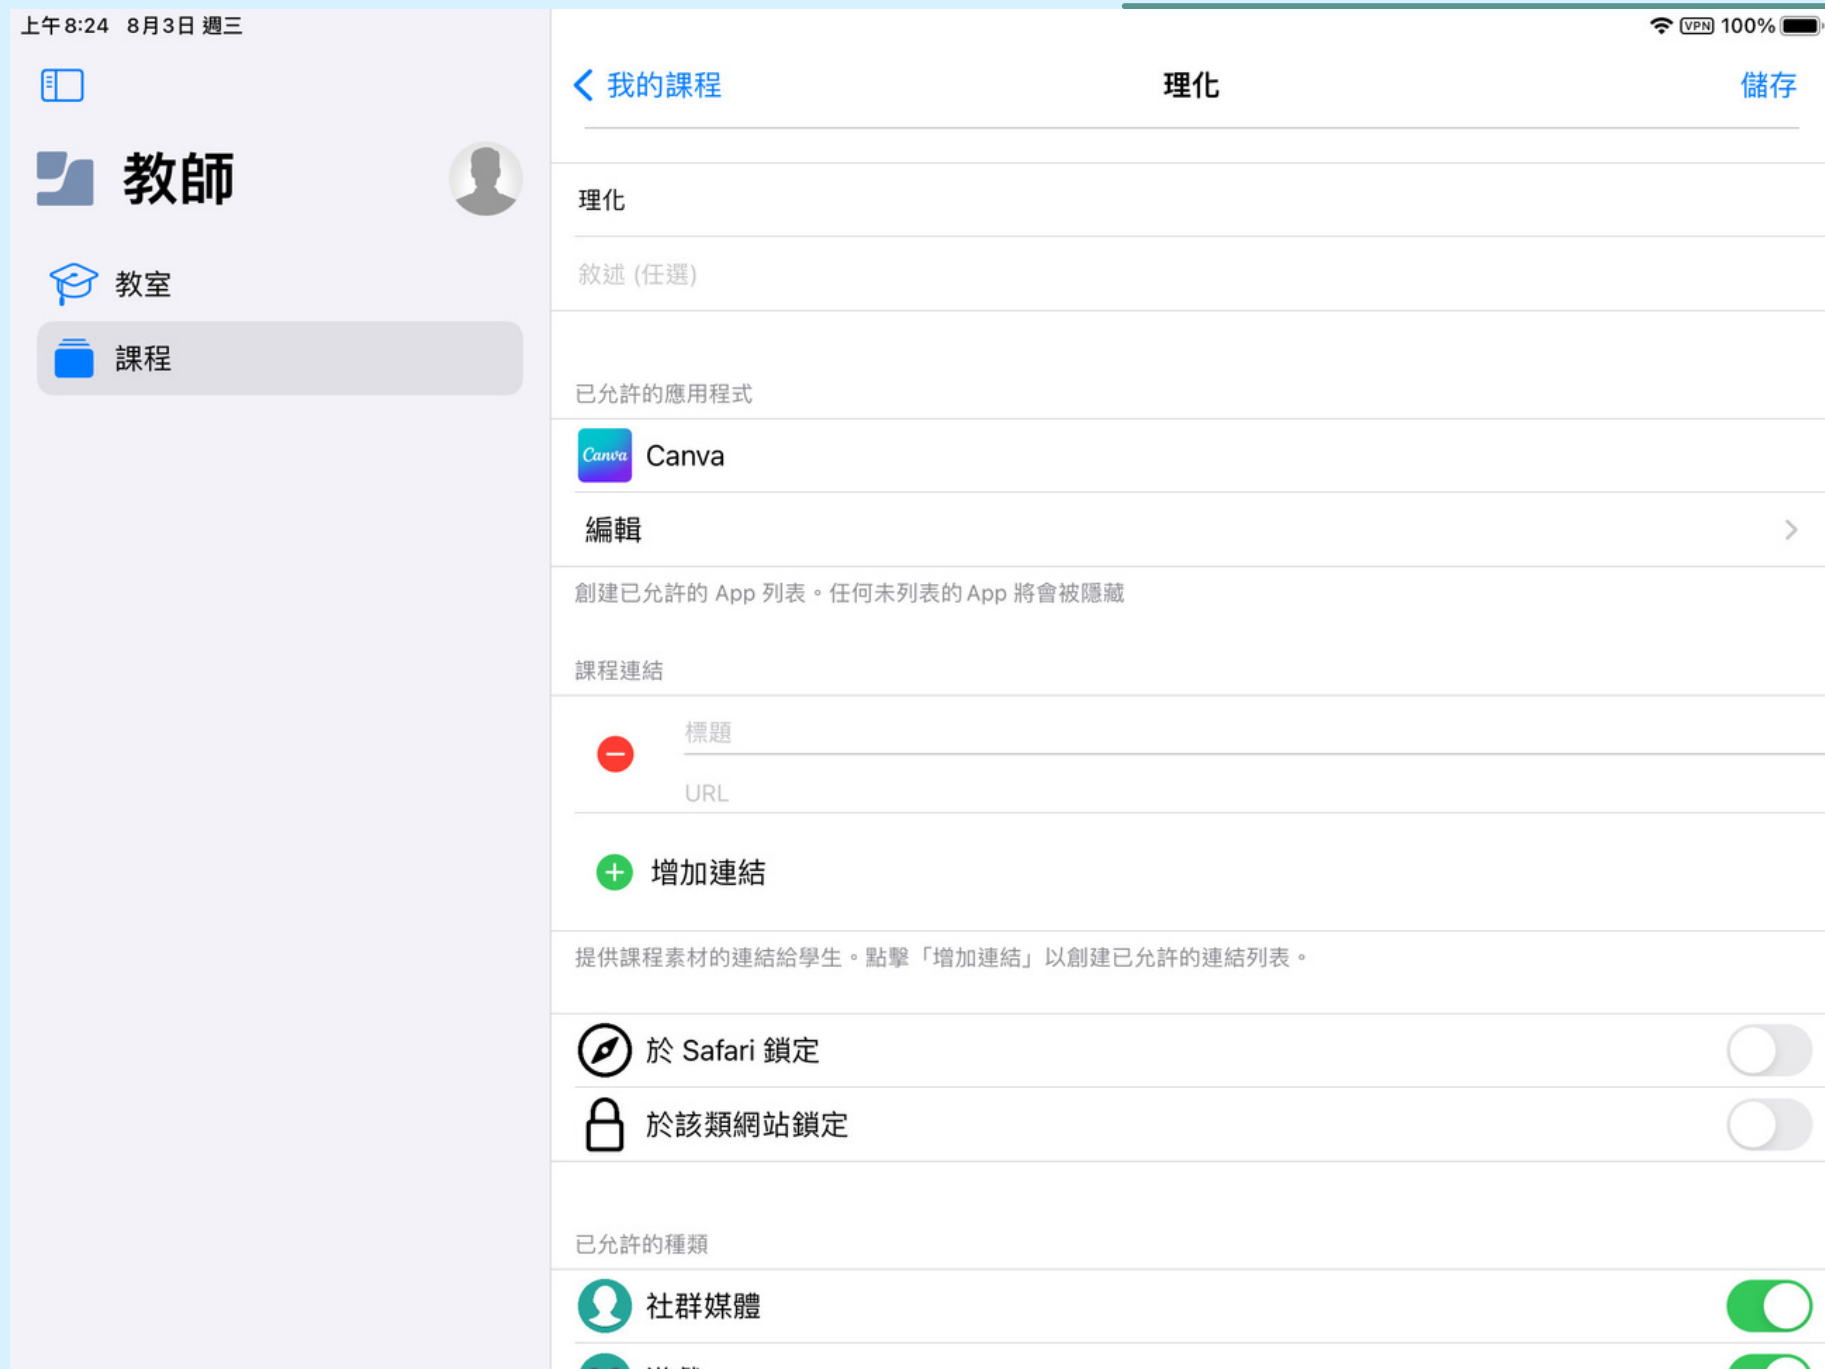 上午8:24 8月3日 週三
VPN 100%
教師
教室
課程
我的課程
理化
儲存
理化
敘述 (任選)
已允許的應用程式
Canva Canva
編輯
創建已允許的 App 列表。任何未列表的 App 將會被隱藏
課程連結
標題
URL
增加連結
提供課程素材的連結給學生。點擊「增加連結」以創建已允許的連結列表。
於 Safari 鎖定
於該類網站鎖定
已允許的種類
社群媒體